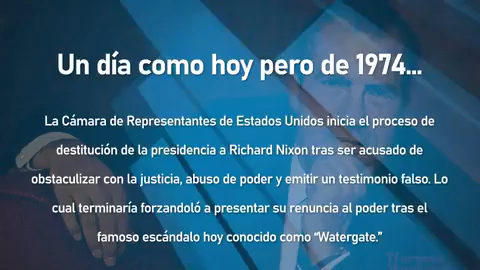 Un día como hoy pero de 1974...
La Cámara de Representantes de Estados Unidos inicia el proceso de
destitución de la presidencia a Richard Nixon tras ser acusado de
obstaculizar con la justicia, abuso de poder y emitir un testimonio falso. Lo
cual terminaría forzandoló a presentar su renuncia al poder tras el
famoso escándalo hoy conocido como “Watergate.”